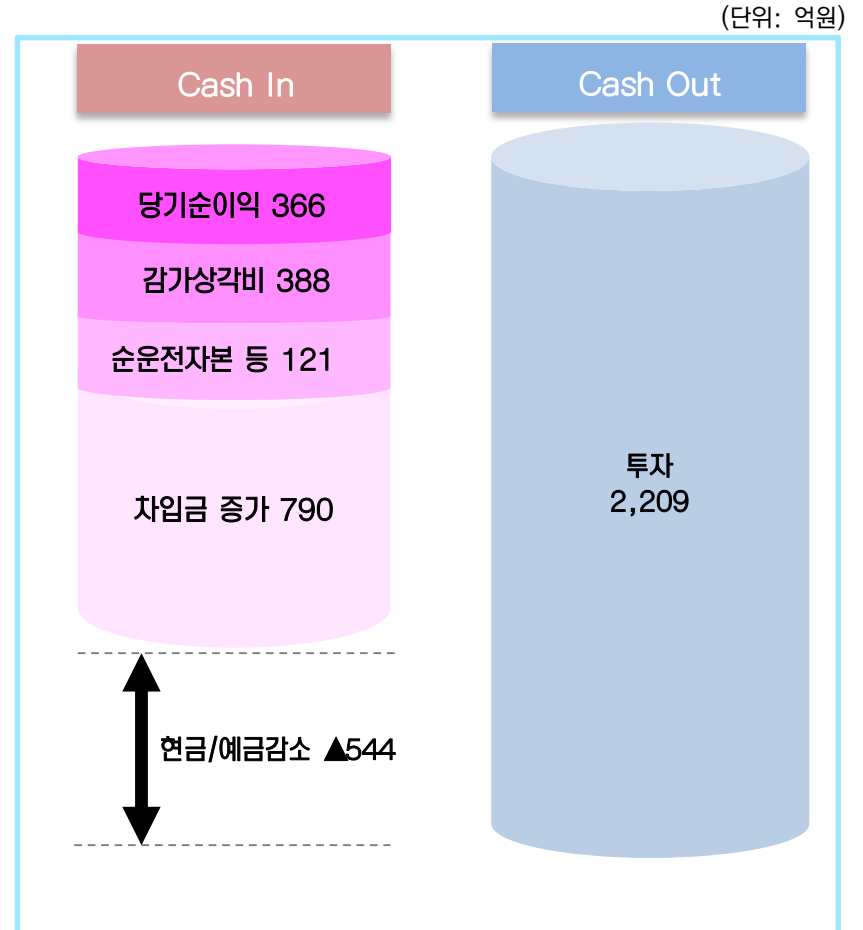 (단위: 억원)
Cash In
Cash Out
당기순이익 366
감가상각비 388
순운전자본 등 121
차입금 증가 790
투자
2,209
현금/예금감소 ▲544